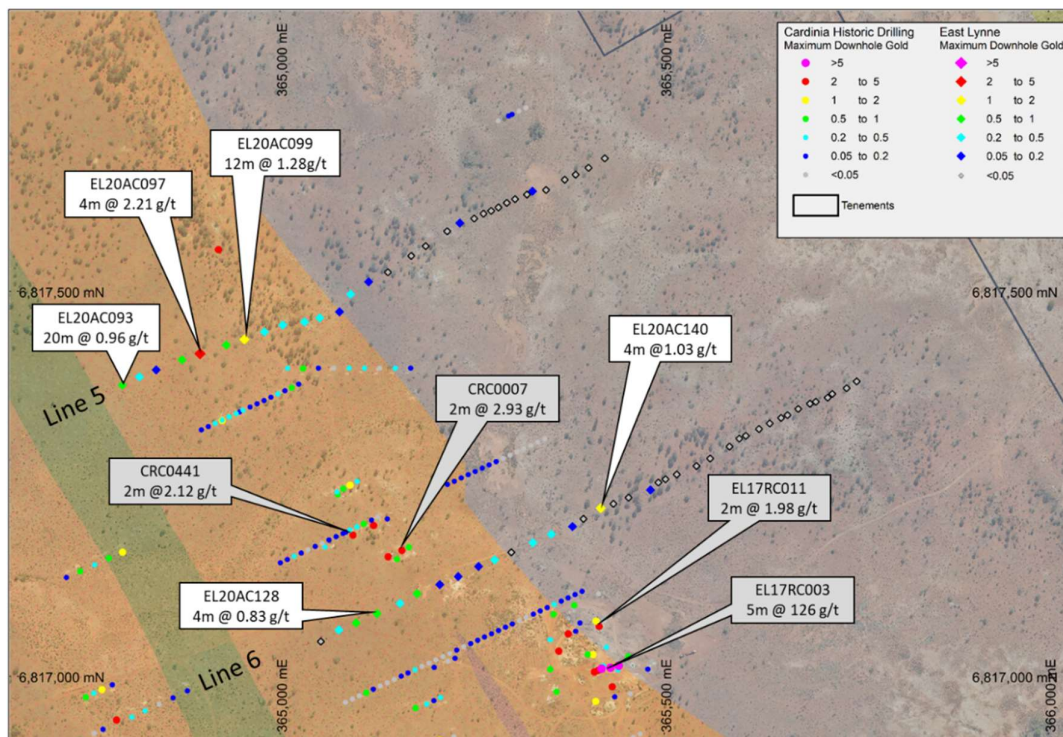 365,000 mE
365,500 mE
Cardinia Historic Drilling
Maximum Downhole Gold
>5
2 to 5
1 to 2
0.5 to 1
0.2 to 0.5
0.05 to 0.2
<0.05
East Lynne
Maximum Downhole Gold
>5
2 to 5
1 to 2
0.5 to 1
0.2 to 0.5
0.05 to 0.2
<0.05
Tenements
EL20AC099
12m @ 1.28g/t
EL20AC097
4m @ 2.21 g/t
6,817,500 mN
6,817,500 mN
EL20AC093
20m @ 0.96 g/t
EL20AC140
4m @1.03 g/t
Line 5
CRC0007
2m @ 2.93 g/t
CRC0441
2m @2.12 g/t
EL17RC011
2m @ 1.98 g/t
EL20AC128
4m @ 0.83 g/t
EL17RC003
5m @ 126 g/t
Line 6
6,817,000 mN
6,817,000 mN
365,000 mE
365,500 mE
366,000 mE